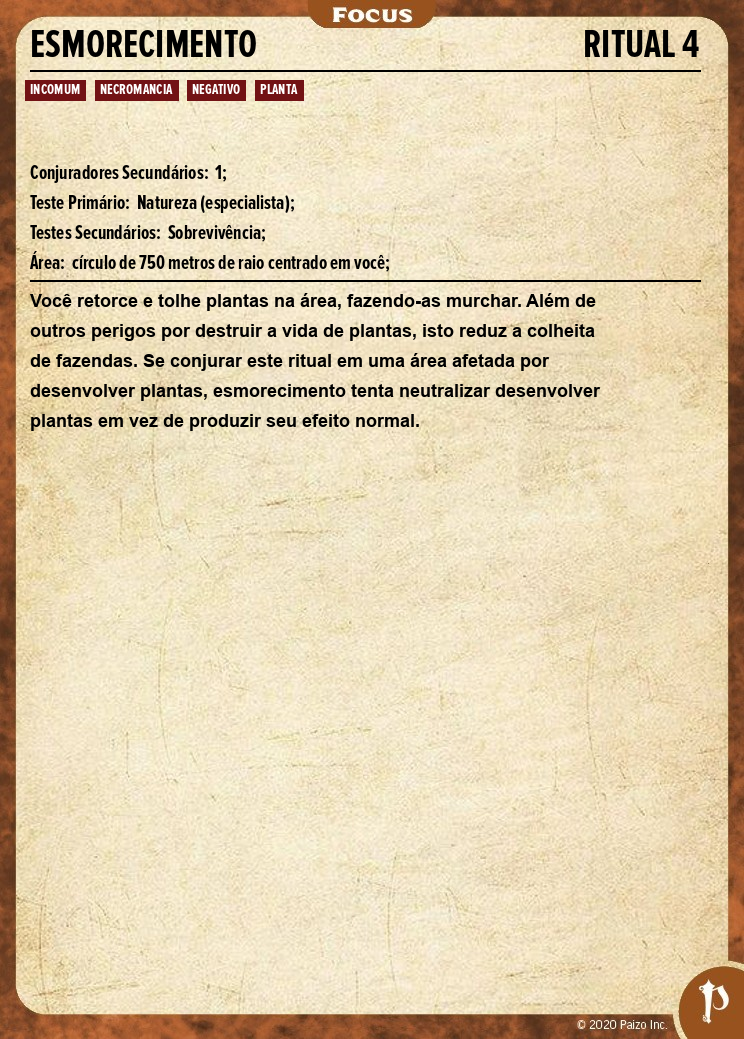 Focus
ESMORECIMENTO RITUAL 4
INCOMUM NECROMANCIA NEGATIVO PLANTA
Conjuradores Secundários: 1;
Teste Primário: Natureza (especialista);
Testes Secundários: Sobrevivência;
Área: círculo de 750 metros de raio centrado em você;
Você retorce e tolhe plantas na área, fazendo-as murchar. Além de
outros perigos por destruir a vida de plantas, isto reduz a colheita
de fazendas. Se conjurar este ritual em uma área afetada por
desenvolver plantas, esmorecimento tenta neutralizar desenvolver
plantas em vez de produzir seu efeito normal.
© 2020 Paizo Inc.
P